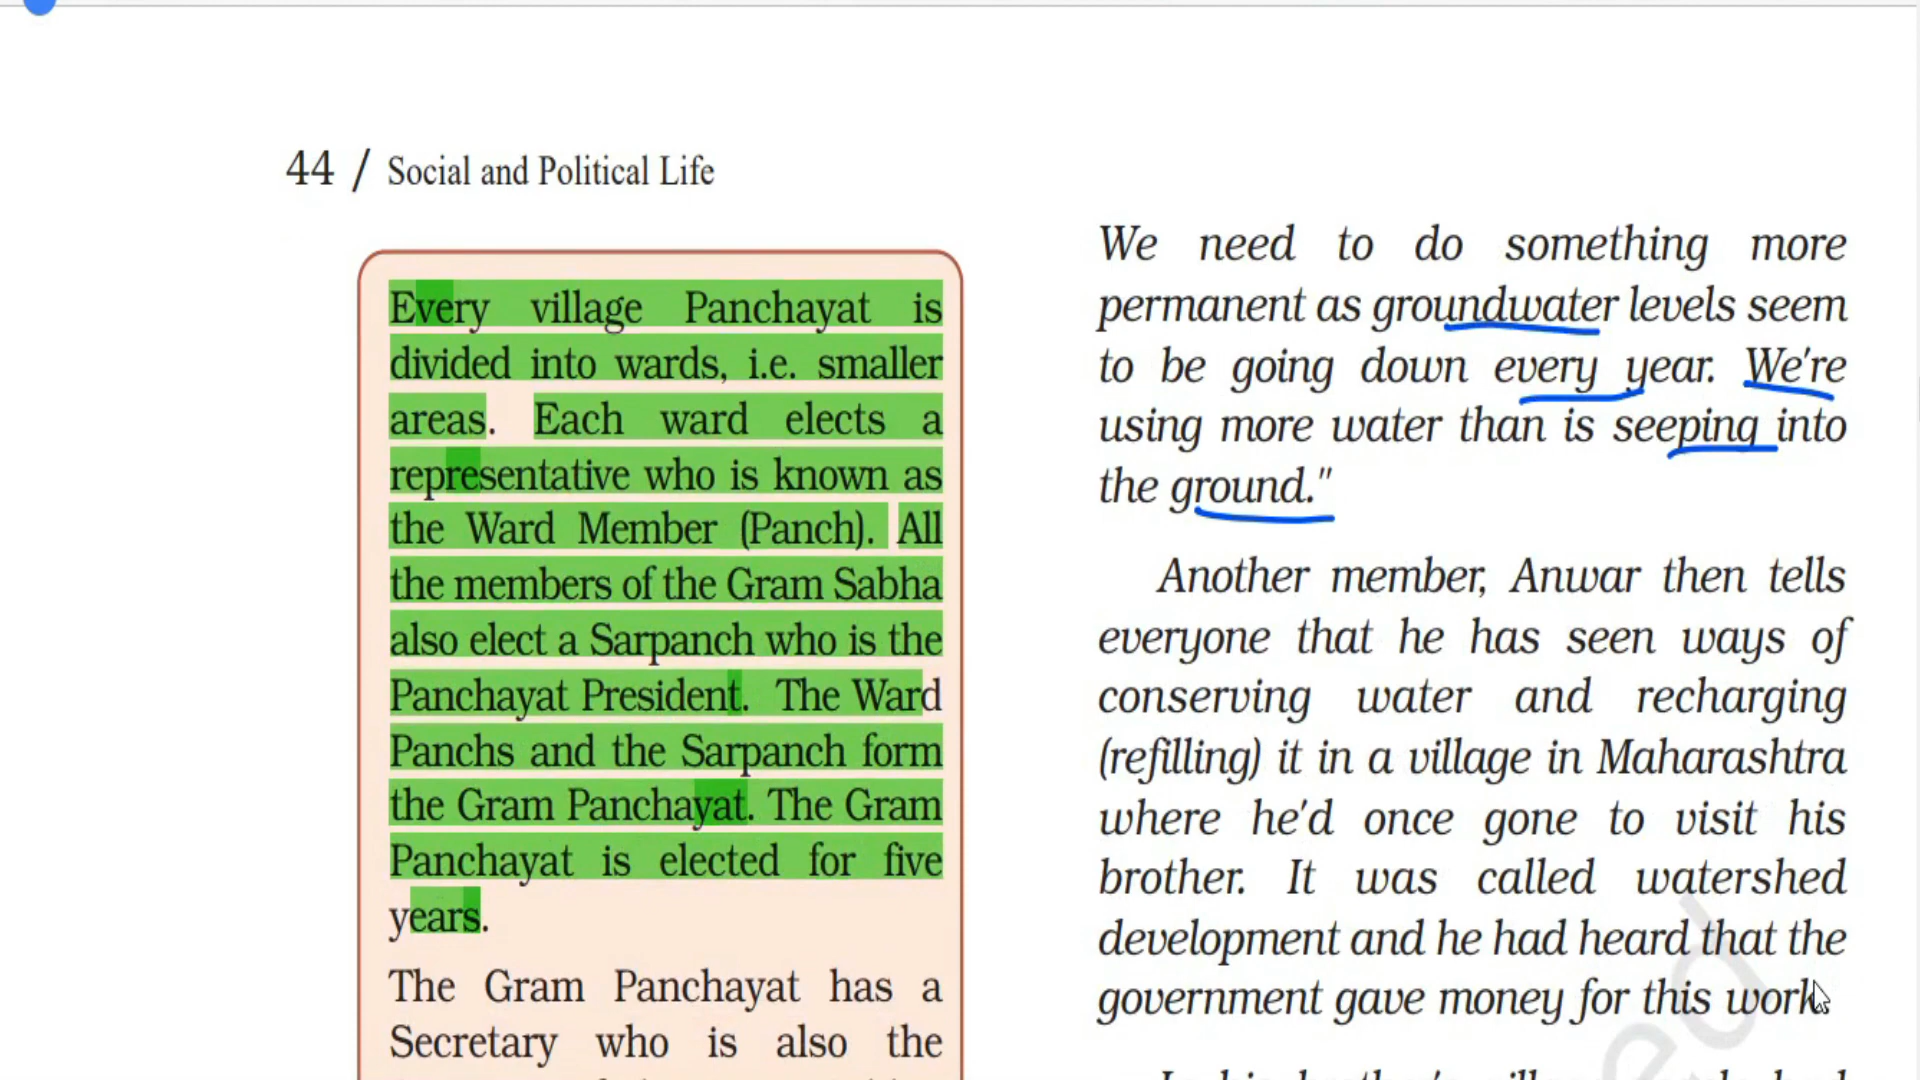 44 / Social and Political Life
Every village Panchayat is
divided into wards, i.e. smaller
areas. Each ward elects a
representative who is known as
the Ward Member (Panch). All
the members of the Gram Sabha
also elect a Sarpanch who is the
Panchayat President. The Ward
Panchs and the Sarpanch form
the Gram Panchayat. The Gram
Panchayat is elected for five
years.
The Gram Panchayat has a
Secretary who is also the
We need to do something more
permanent as groundwater levels seem
to be going down every year. We're
using more water than is seeping into
the ground."
Another member, Anwar then tells
everyone that he has seen ways of
conserving water and recharging
(refilling) it in a village in Maharashtra
where he'd once gone to visit his
brother. It was called watershed
development and he had heard that the
government gave money for this work.